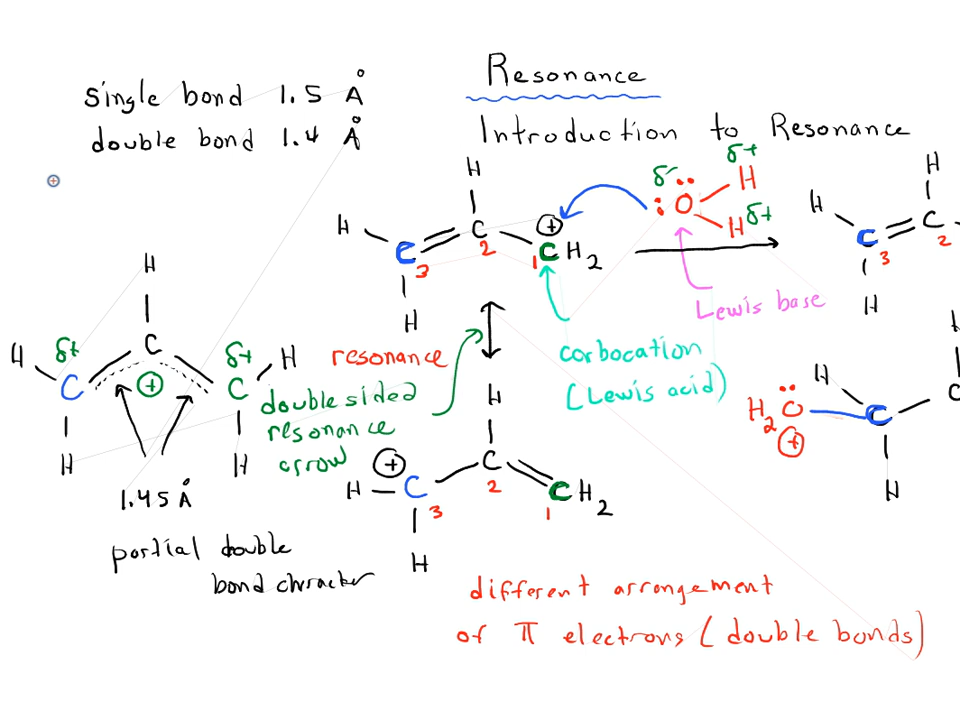 Resonance
single bond 1.5 Å
double bond 1.4 Å
Introduction to Resonance
δ- δ+
H
H
H
H C C ⊕ CH2
3 2 1
H
:Ö H
H δ+
Lewis base
H
H C C
3 2
H
H
δ+ C δ+ H
H C ⊕ C
H H
1.45 Å
partial double
bond character
resonance
double sided
resonance
arrow
carbocation
(Lewis acid)
H
⊕ C
H C CH2
3 2 1
H
H
H2Ö C C
⊕
H
different arrangement
of π electrons (double bonds)